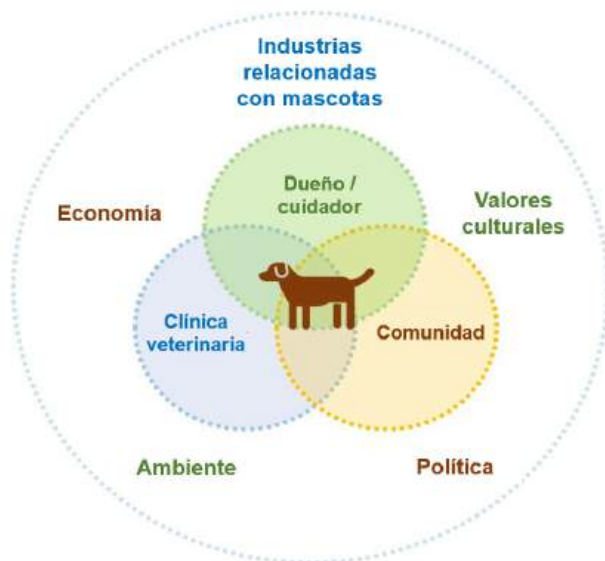 Industrias
relacionadas
con mascotas
Dueño /
cuidador
Economía
Valores
culturales
Clínica
veterinaria
Comunidad
Ambiente
Política